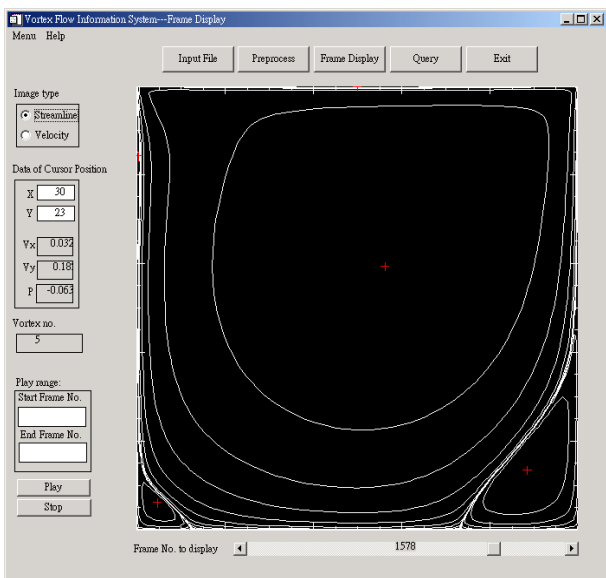 Vortex Flow Information System---Frame Display
Menu Help
Input File Preprocess Frame Display Query Exit
Image type
Streamline
Velocity
Data of Cursor Position
X 30
Y 23
Vx 0.032
Vy 0.18
P -0.063
Vortex no.
5
Play range:
Start Frame No.
End Frame No.
Play
Stop
Frame No. to display 1578